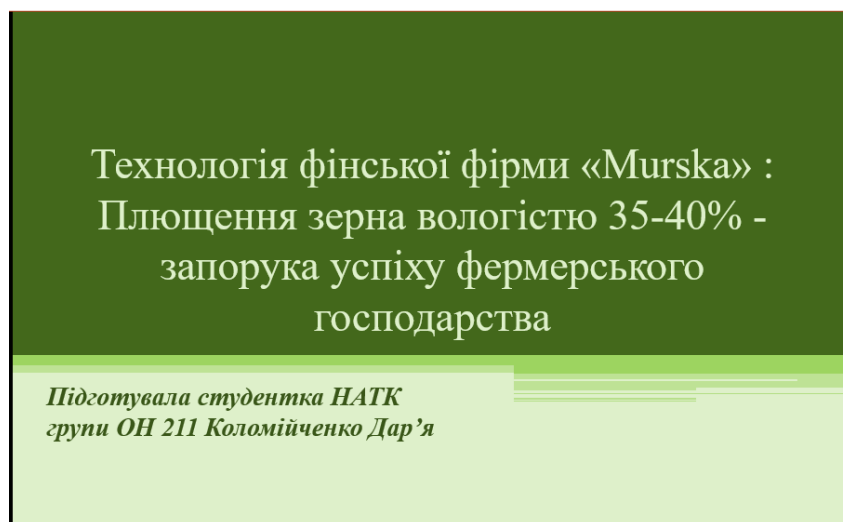 Технологія фінської фірми «Murska» :
Плющення зерна вологістю 35-40% -
запорука успіху фермерського
господарства
Підготувала студентка НАТК
групи ОН 211 Коломійченко Дар’я